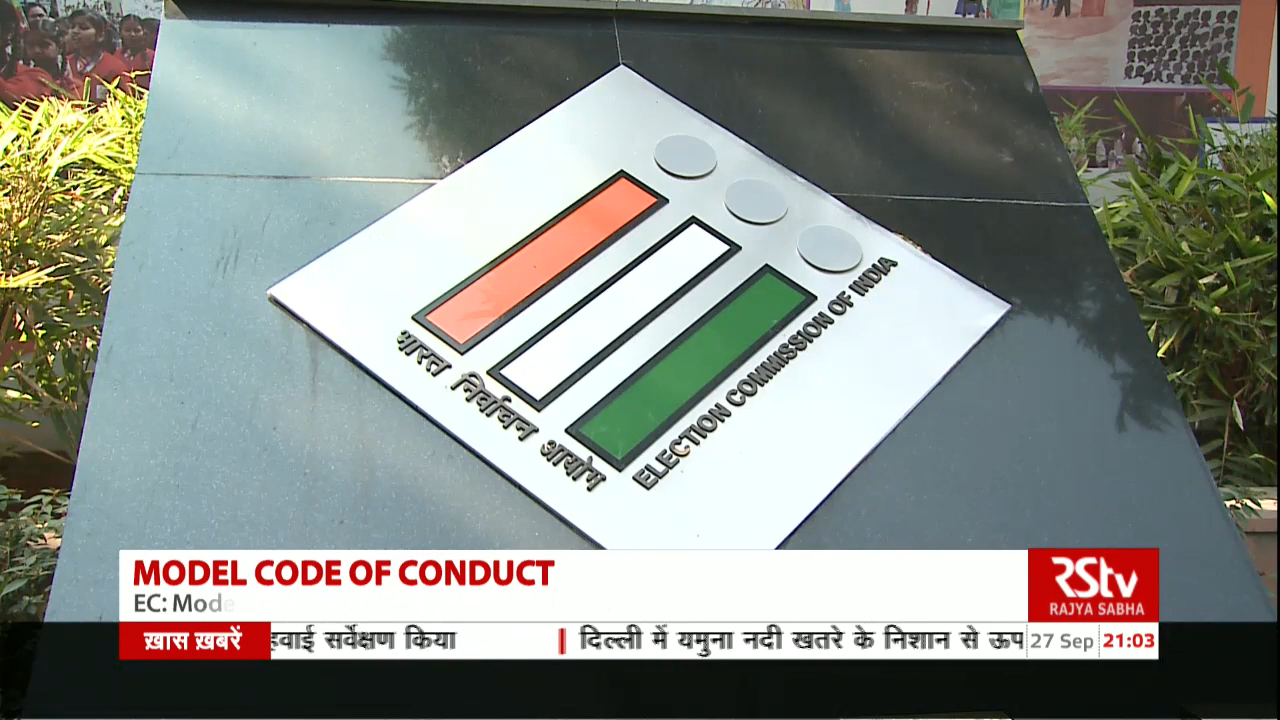 भारत निर्वाचन आयोग
ELECTION COMMISSION OF INDIA
MODEL CODE OF CONDUCT
EC: Mode
RSTV
RAJYA SABHA
ख़ास ख़बरें
हवाई सर्वेक्षण किया
दिल्ली में यमुना नदी खतरे के निशान से ऊप
27 Sep
21:03